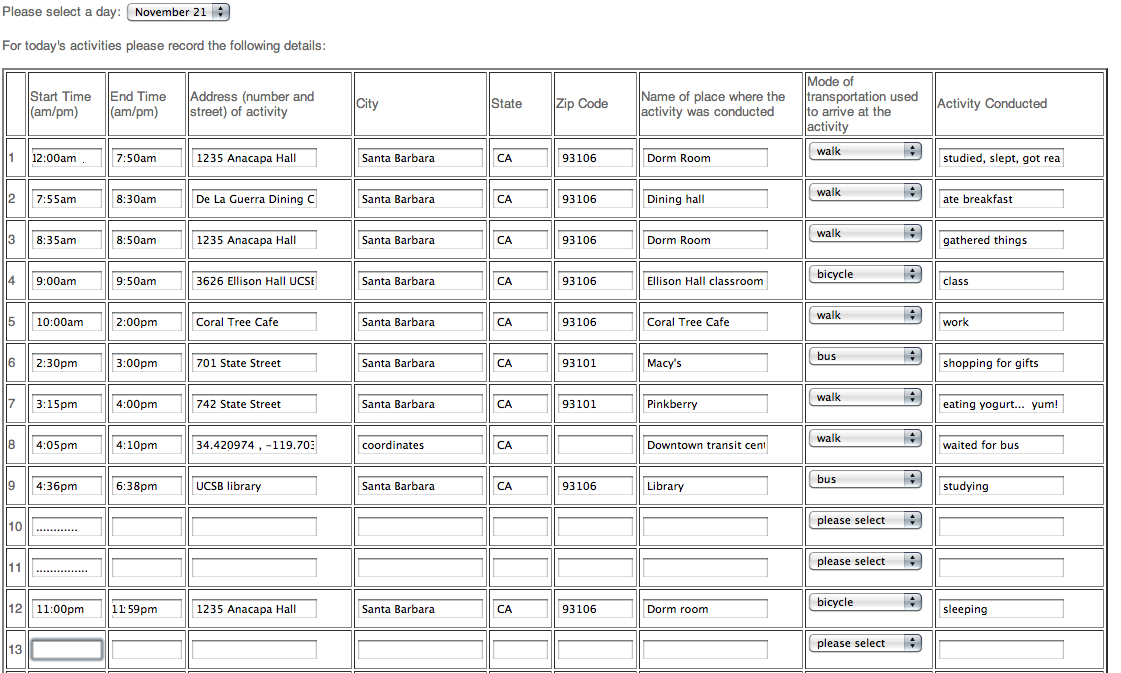 Please select a day: November 21
For today's activities please record the following details:
Start Time (am/pm) End Time (am/pm) Address (number and street) of activity City State Zip Code Name of place where the activity was conducted Mode of transportation used to arrive at the activity Activity Conducted
1 12:00am . 7:50am 1235 Anacapa Hall Santa Barbara CA 93106 Dorm Room walk studied, slept, got rea
2 7:55am 8:30am De La Guerra Dining C Santa Barbara CA 93106 Dining hall walk ate breakfast
3 8:35am 8:50am 1235 Anacapa Hall Santa Barbara CA 93106 Dorm Room walk gathered things
4 9:00am 9:50am 3626 Ellison Hall UCSB Santa Barbara CA 93106 Ellison Hall classroom bicycle class
5 10:00am 2:00pm Coral Tree Cafe Santa Barbara CA 93106 Coral Tree Cafe walk work
6 2:30pm 3:00pm 701 State Street Santa Barbara CA 93101 Macy's bus shopping for gifts
7 3:15pm 4:00pm 742 State Street Santa Barbara CA 93101 Pinkberry walk eating yogurt... yum!
8 4:05pm 4:10pm 34.420974 , -119.703 coordinates CA Downtown transit cent walk waited for bus
9 4:36pm 6:38pm UCSB library Santa Barbara CA 93106 Library bus studying
10 ............ please select
11 ............... please select
12 11:00pm 11:59pm 1235 Anacapa Hall Santa Barbara CA 93106 Dorm room bicycle sleeping
13 please select